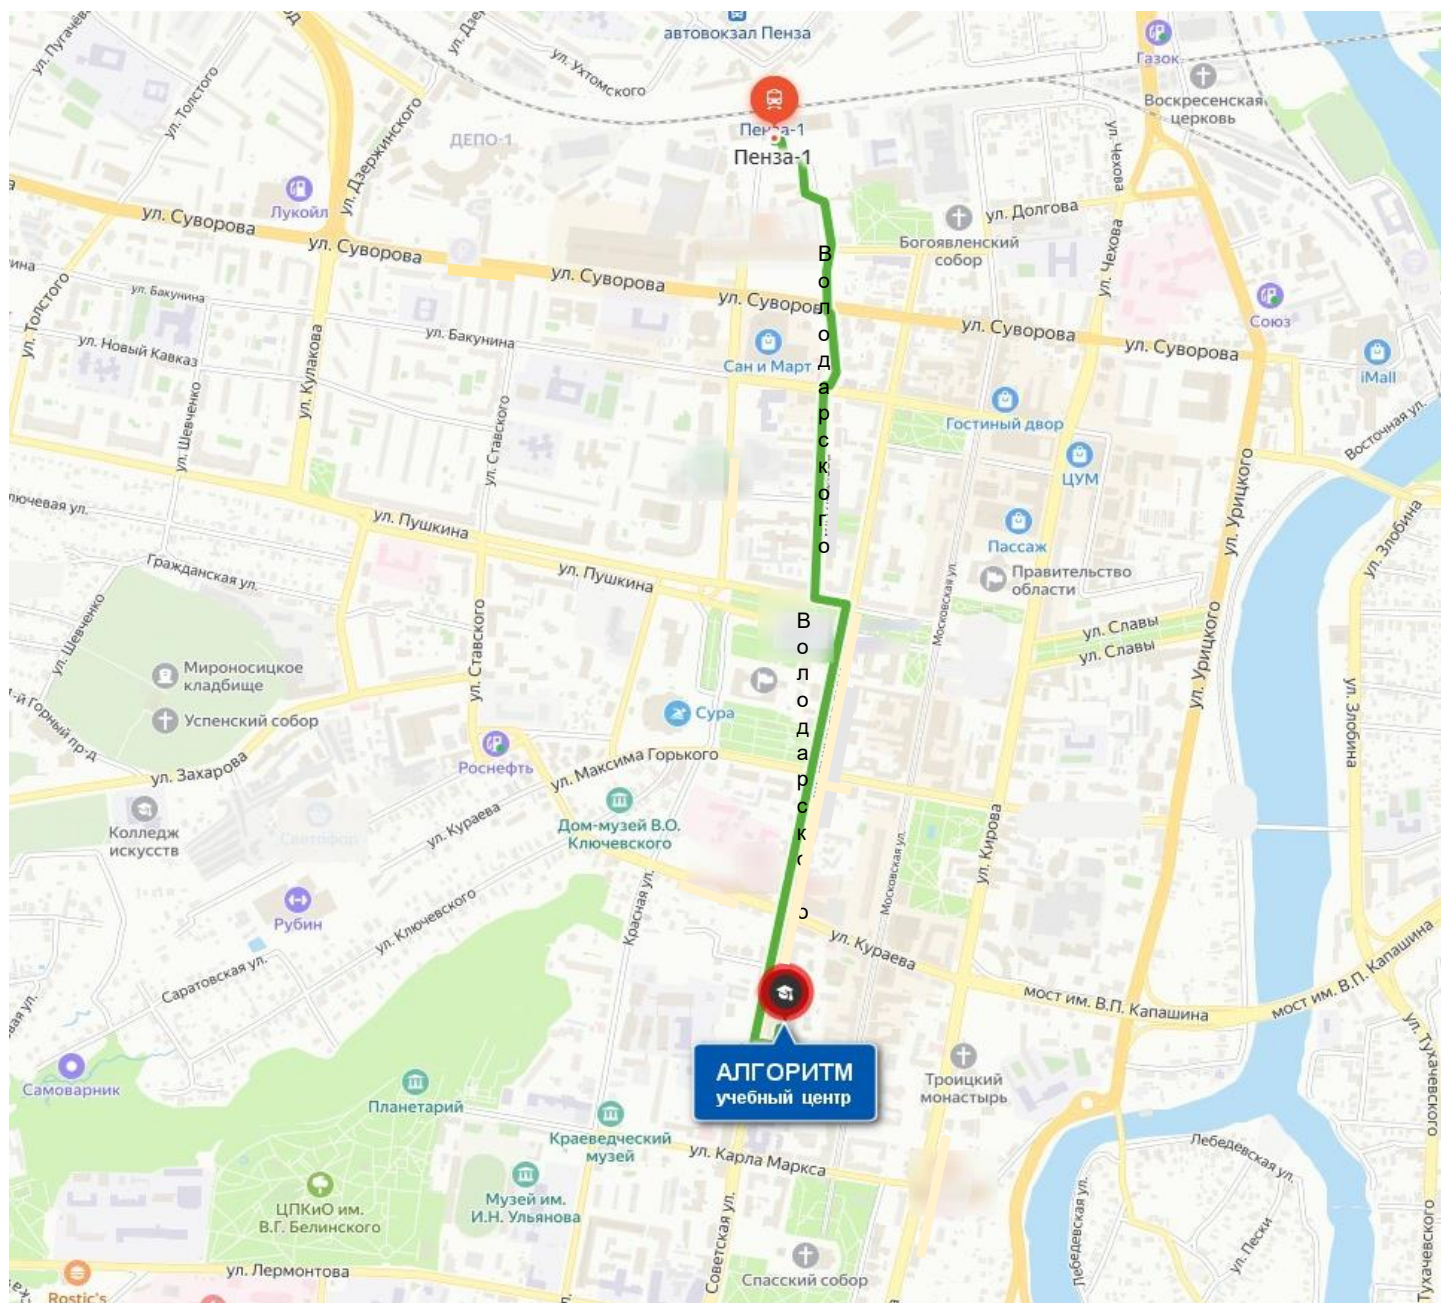 автовокзал Пенза
ул. Ухтомского
ул. Толстого
Газок
Воскресенская
церковь
Пенза-1
Пенза-1
ДЕПО-1
ул. Дзержинского
ул. Чехова
Лукойл
ул. Суворова
ул. Суворова
ул. Суворова
ул. Суворова
ул. Суворова
ул. Суворова
ул. Долгова
Богоявленский
собор
ул. Чехова
Союз
iMall
Восточная ул.
ул. Толстого
ул. Бакунина
ул. Бакунина
ул. Новый Кавказ
ул. Кулакова
ул. Шевченко
ул. Ставского
Сан и Март
Володарского
Гостиный двор
ЦУМ
Пассаж
Правительство
области
ул. Урицкого
ул. Злобина
ул. Пушкина
ул. Пушкина
Гражданская ул.
ул. Шевченко
ул. Ставского
Московская ул.
ул. Славы
ул. Славы
ул. Урицкого
ул. Злобина
Мироносицкое
кладбище
Успенский собор
ул. Захарова
Сура
Роснефть
ул. Максима Горького
Колледж
искусств
Светофор
ул. Кураева
Дом-музей В.О.
Ключевского
ул. Кирова
Московская ул.
Рубин
ул. Ключевского
Красная ул.
Саратовская ул.
ул. Кураева
мост им. В.П. Капашина
мост им. В.П. Капашина
ул. Тухачевского
Самоварник
АЛГОРИТМ
учебный центр
Планетарий
Троицкий
монастырь
Краеведческий
музей
ул. Карла Маркса
Лебедевская ул.
Лебедевская ул.
ул. Пески
Тухачевского
Музей им.
И.Н. Ульянова
ЦПКиО им.
В.Г. Белинского
ул. Лермонтова
Советская ул.
Спасский собор
Rostic's